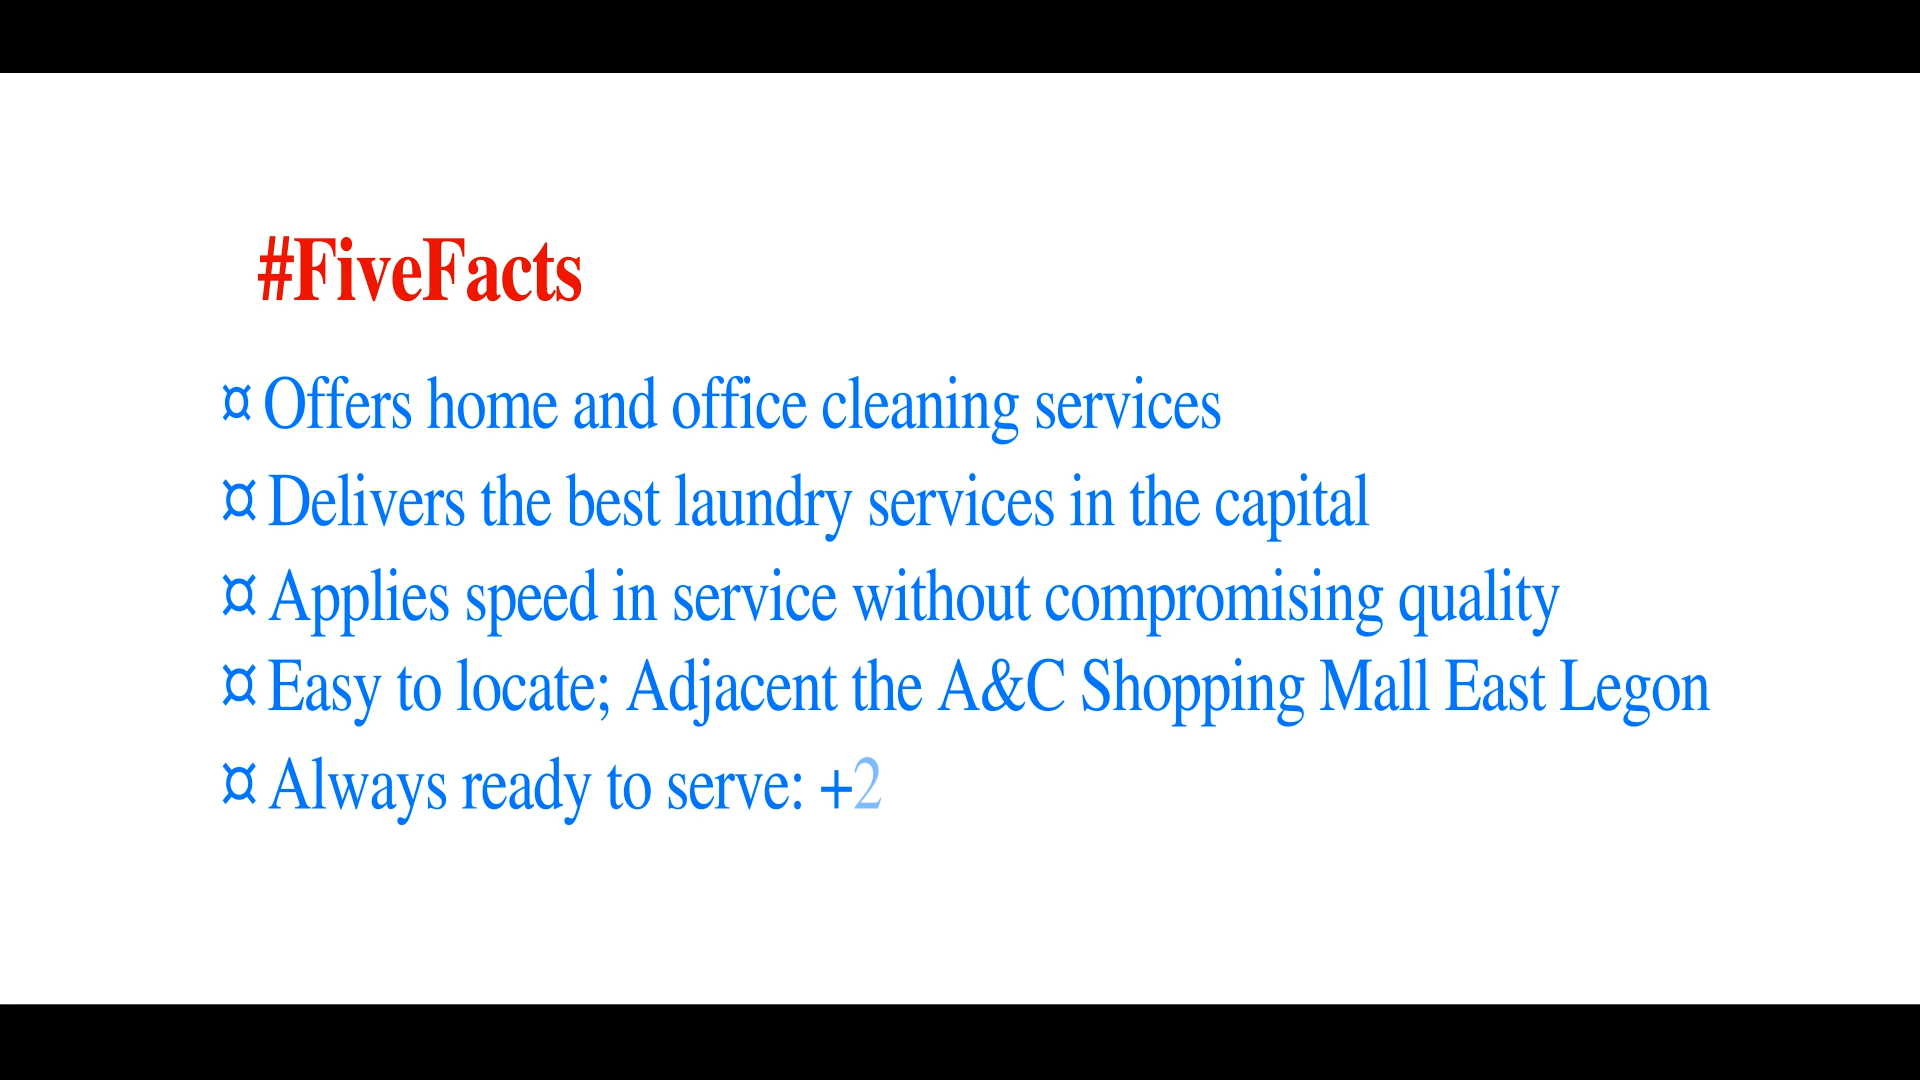 #FiveFacts
¤ Offers home and office cleaning services
¤ Delivers the best laundry services in the capital
¤ Applies speed in service without compromising quality
¤ Easy to locate; Adjacent the A&C Shopping Mall East Legon
¤ Always ready to serve: +2